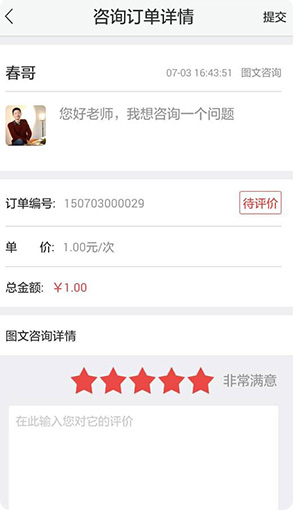 咨询订单详情 提交
春哥 07-03 16:43:51 图文咨询
您好老师，我想咨询一个问题
订单编号: 150703000029 待评价
单 价: 1.00元/次
总金额: ￥1.00
图文咨询详情
非常满意
在此输入您对它的评价